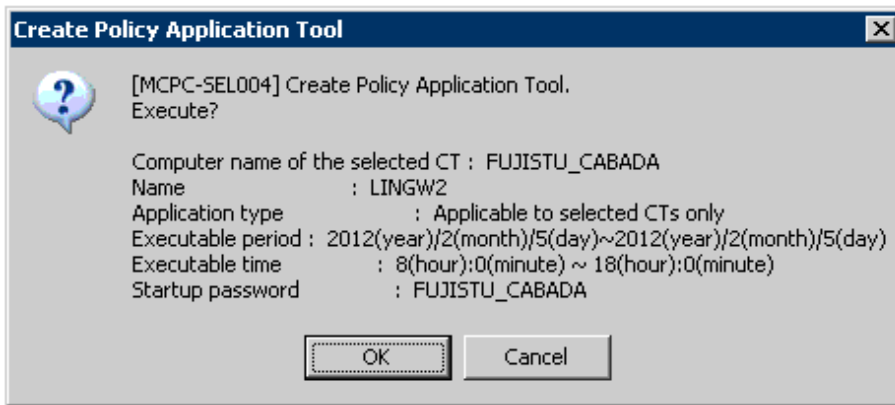 Create Policy Application Tool
[MCPC-SEL004] Create Policy Application Tool.
Execute?
Computer name of the selected CT : FUJISTU_CABADA
Name : LINGW2
Application type : Applicable to selected CTs only
Executable period : 2012(year)/2(month)/5(day)~2012(year)/2(month)/5(day)
Executable time : 8(hour):0(minute) ~ 18(hour):0(minute)
Startup password : FUJISTU_CABADA
OK Cancel